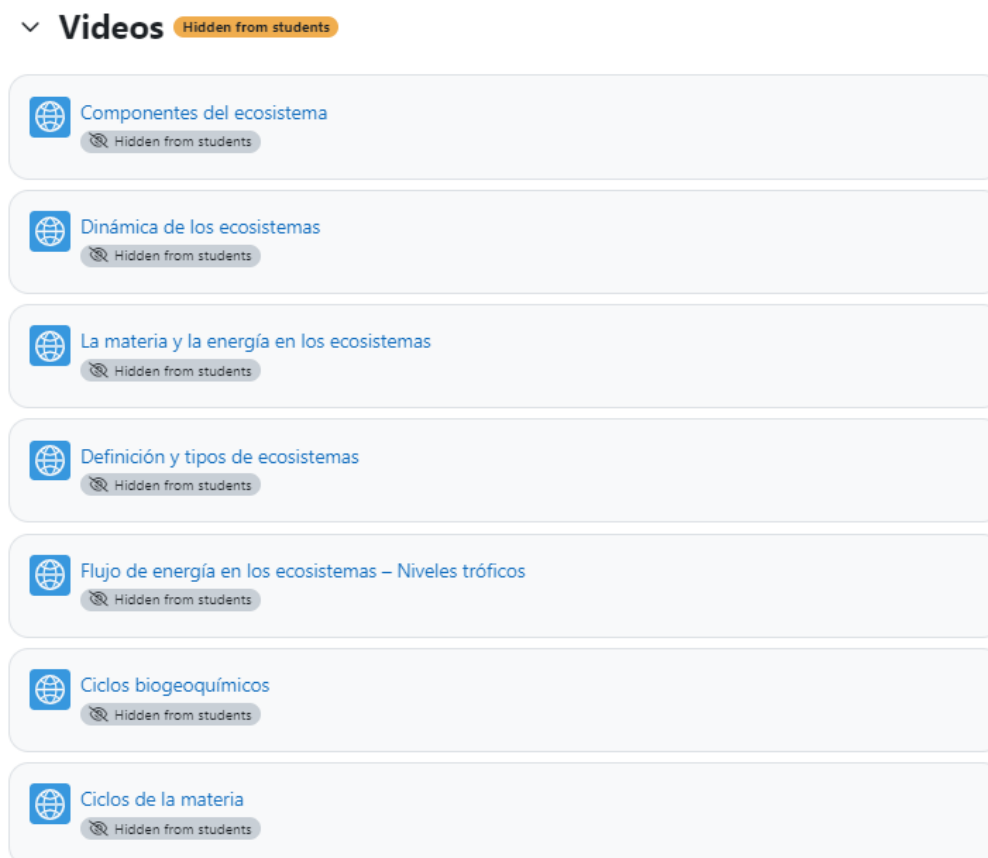 Videos Hidden from students
Componentes del ecosistema
Hidden from students
Dinámica de los ecosistemas
Hidden from students
La materia y la energía en los ecosistemas
Hidden from students
Definición y tipos de ecosistemas
Hidden from students
Flujo de energía en los ecosistemas – Niveles tróficos
Hidden from students
Ciclos biogeoquímicos
Hidden from students
Ciclos de la materia
Hidden from students